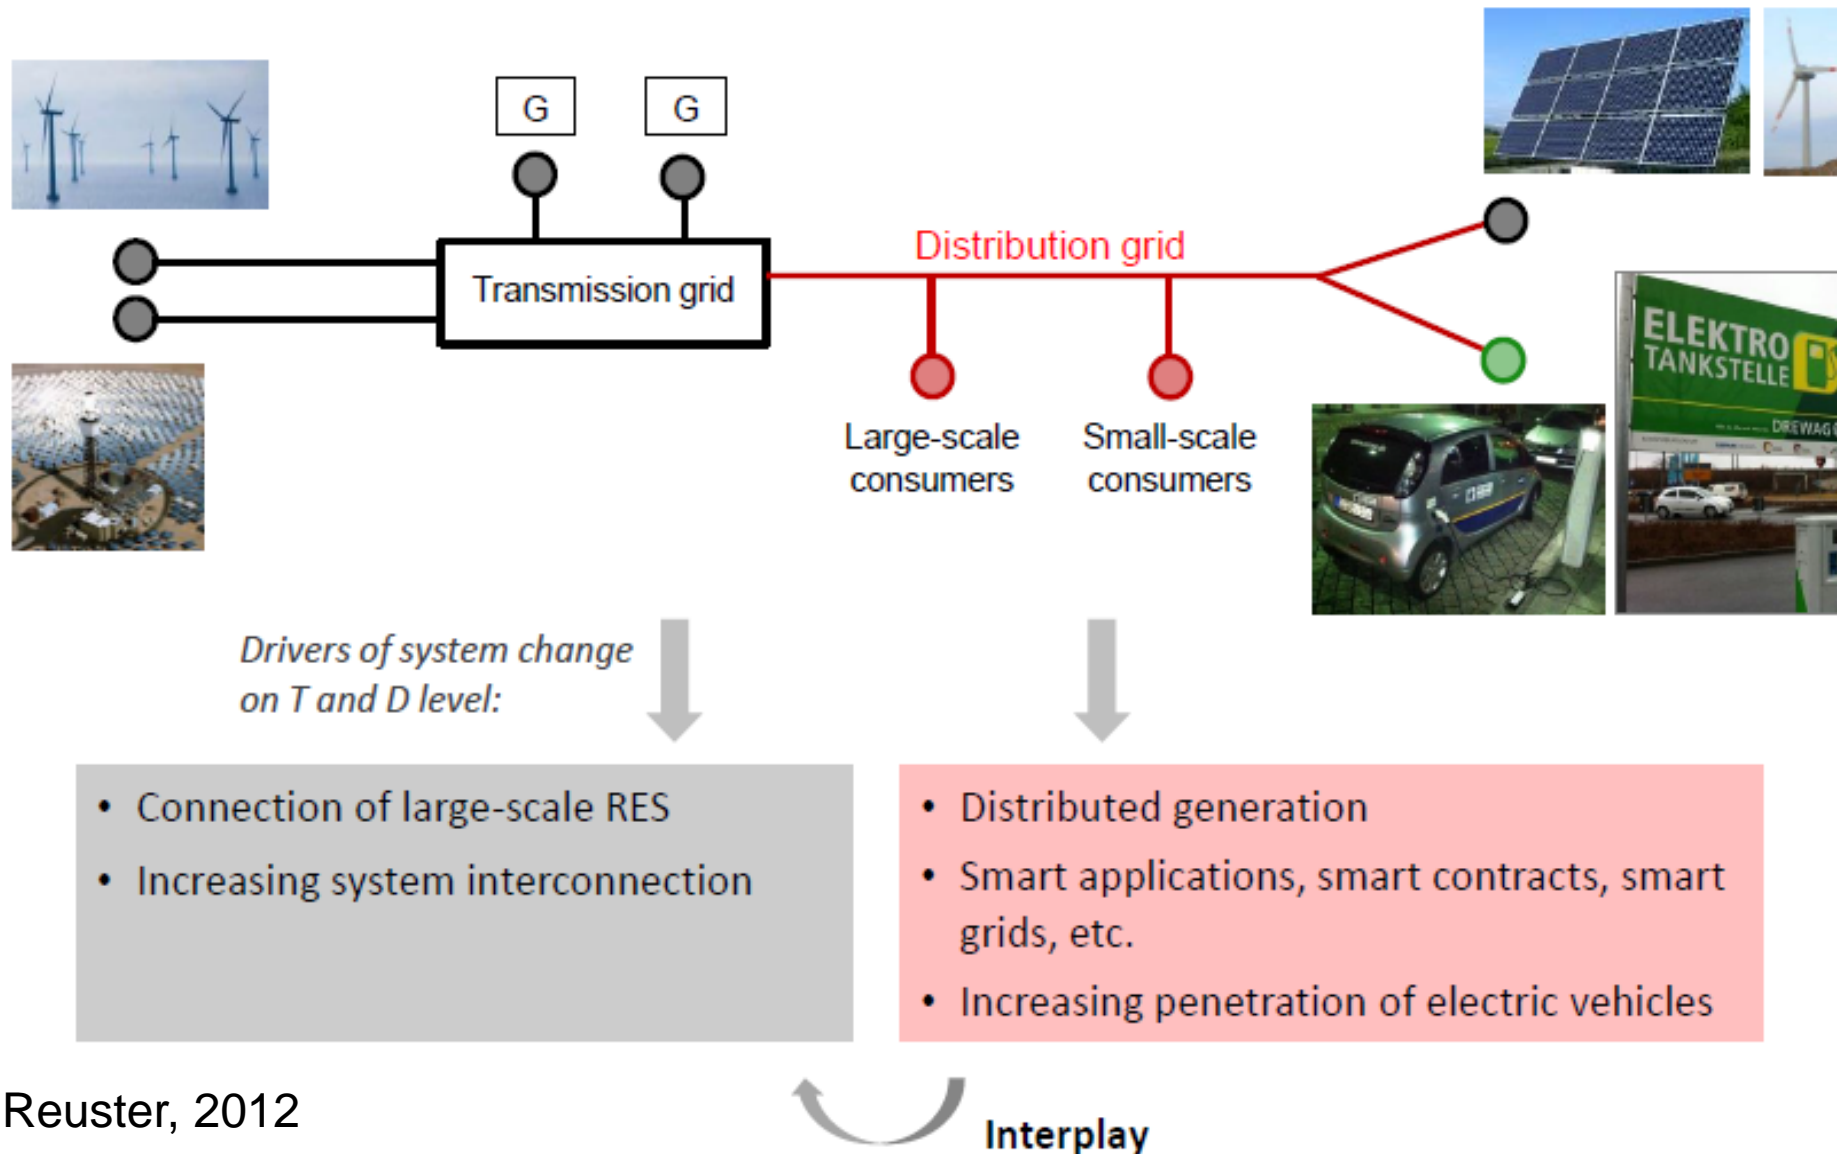 G
G
Transmission grid
Distribution grid
Large-scale
consumers
Small-scale
consumers
ELEKTRO
TANKSTELLE
DREWAG
Drivers of system change
on T and D level:
• Connection of large-scale RES
• Increasing system interconnection
• Distributed generation
• Smart applications, smart contracts, smart
grids, etc.
• Increasing penetration of electric vehicles
Reuster, 2012
Interplay